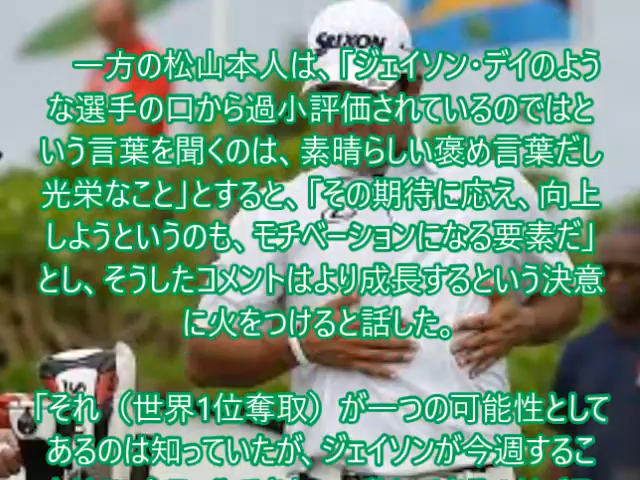 SRIXON
一方の松山本人は、「ジェイソン・デイのよう
な選手の口から過小評価されているのではと
いう言葉を聞くのは、素晴らしい褒め言葉だし
光栄なこと」とすると、「その期待に応え、向上
しようというのも、モチベーションになる要素だ」
とし、そうしたコメントはより成長するという決意
に火をつけると話した。
「それ（世界1位奪取）が一つの可能性として
あるのは知っていたが、ジェイソンが今週するこ